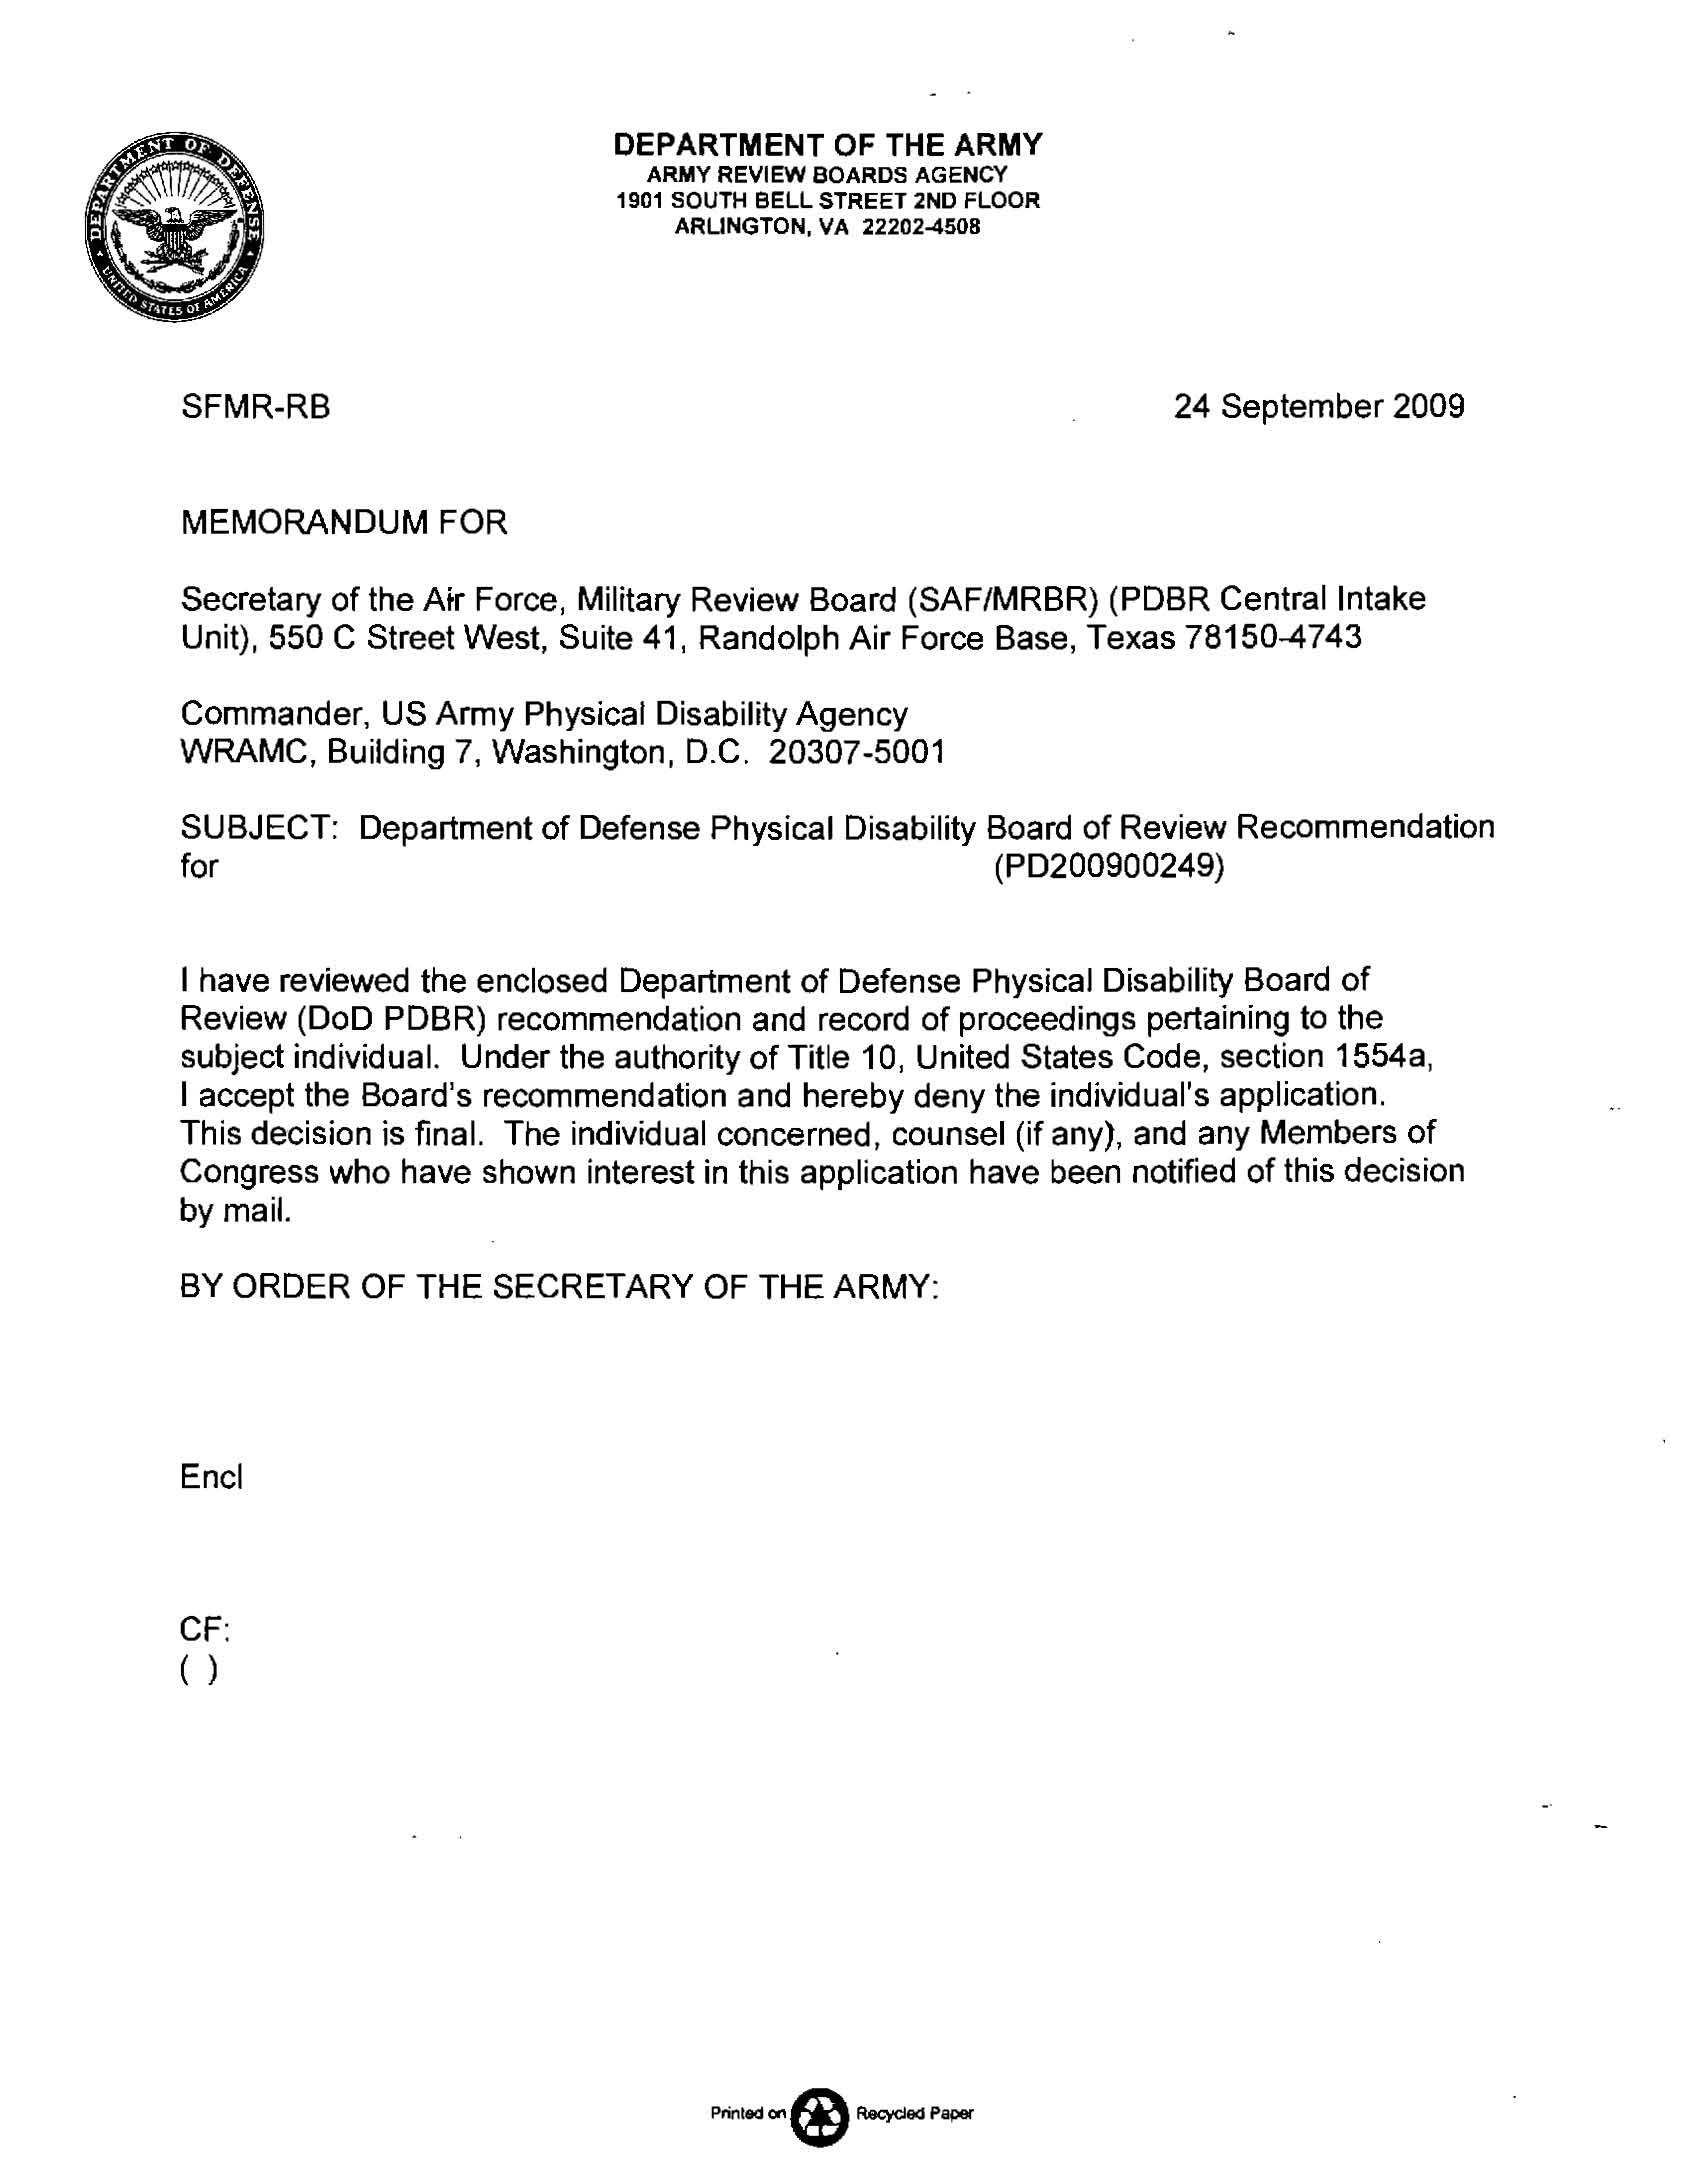 DEPARTMENT OF DEFENSE
UNITED STATES OF AMERICA
DEPARTMENT OF THE ARMY
ARMY REVIEW BOARDS AGENCY
1901 SOUTH BELL STREET 2ND FLOOR
ARLINGTON, VA 22202-4508
SFMR-RB 24 September 2009
MEMORANDUM FOR
Secretary of the Air Force, Military Review Board (SAF/MRBR) (PDBR Central Intake
Unit), 550 C Street West, Suite 41, Randolph Air Force Base, Texas 78150-4743
Commander, US Army Physical Disability Agency
WRAMC, Building 7, Washington, D.C. 20307-5001
SUBJECT: Department of Defense Physical Disability Board of Review Recommendation
for (PD200900249)
I have reviewed the enclosed Department of Defense Physical Disability Board of
Review (DoD PDBR) recommendation and record of proceedings pertaining to the
subject individual. Under the authority of Title 10, United States Code, section 1554a,
I accept the Board's recommendation and hereby deny the individual's application.
This decision is final. The individual concerned, counsel (if any), and any Members of
Congress who have shown interest in this application have been notified of this decision
by mail.
BY ORDER OF THE SECRETARY OF THE ARMY:
Encl
CF:
( )
Printed on Recycled Paper